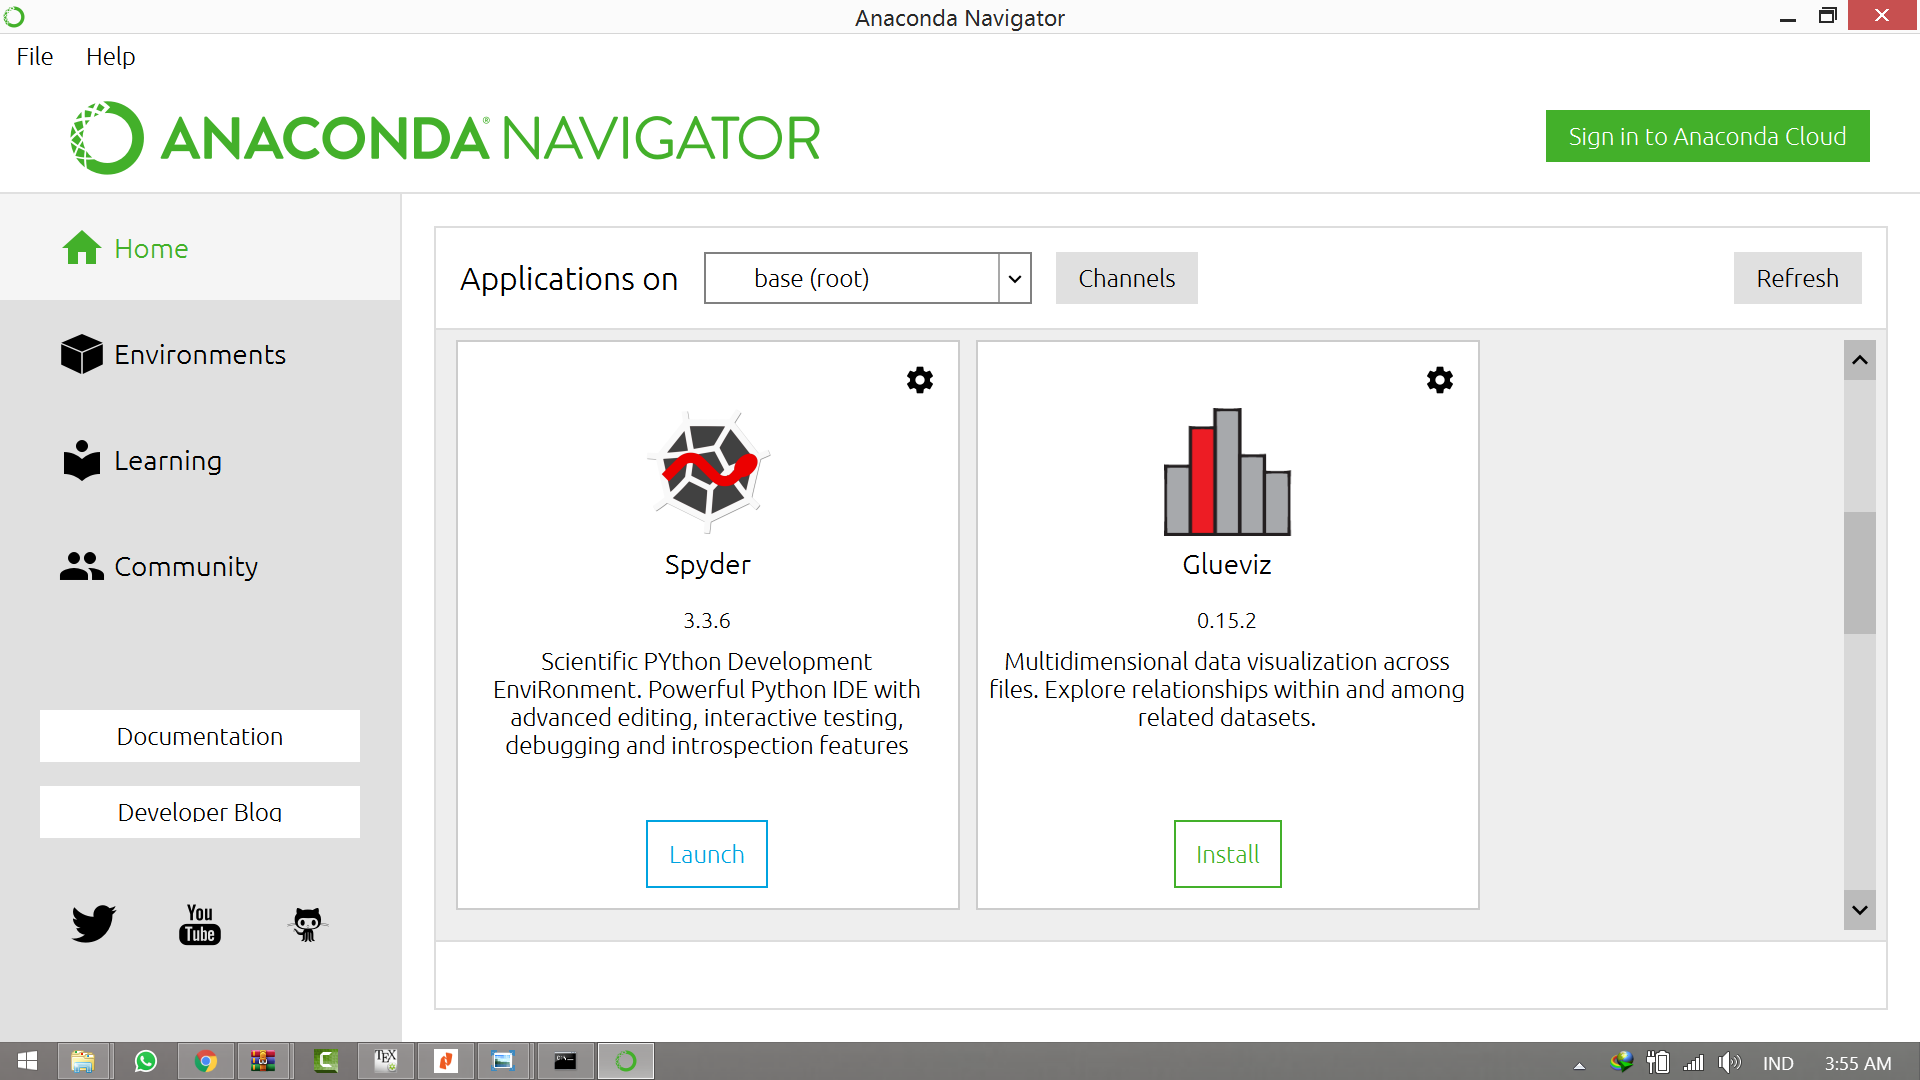 Anaconda Navigator
File Help
ANACONDA® NAVIGATOR
Sign in to Anaconda Cloud
Home
Environments
Learning
Community
Documentation
Developer Blog
You
Tube
Applications on base (root) Channels Refresh
Spyder
3.3.6
Scientific PYthon Development
EnviRonment. Powerful Python IDE with
advanced editing, interactive testing,
debugging and introspection features
Launch
Glueviz
0.15.2
Multidimensional data visualization across
files. Explore relationships within and among
related datasets.
Install
TEX
IND 3:55 AM